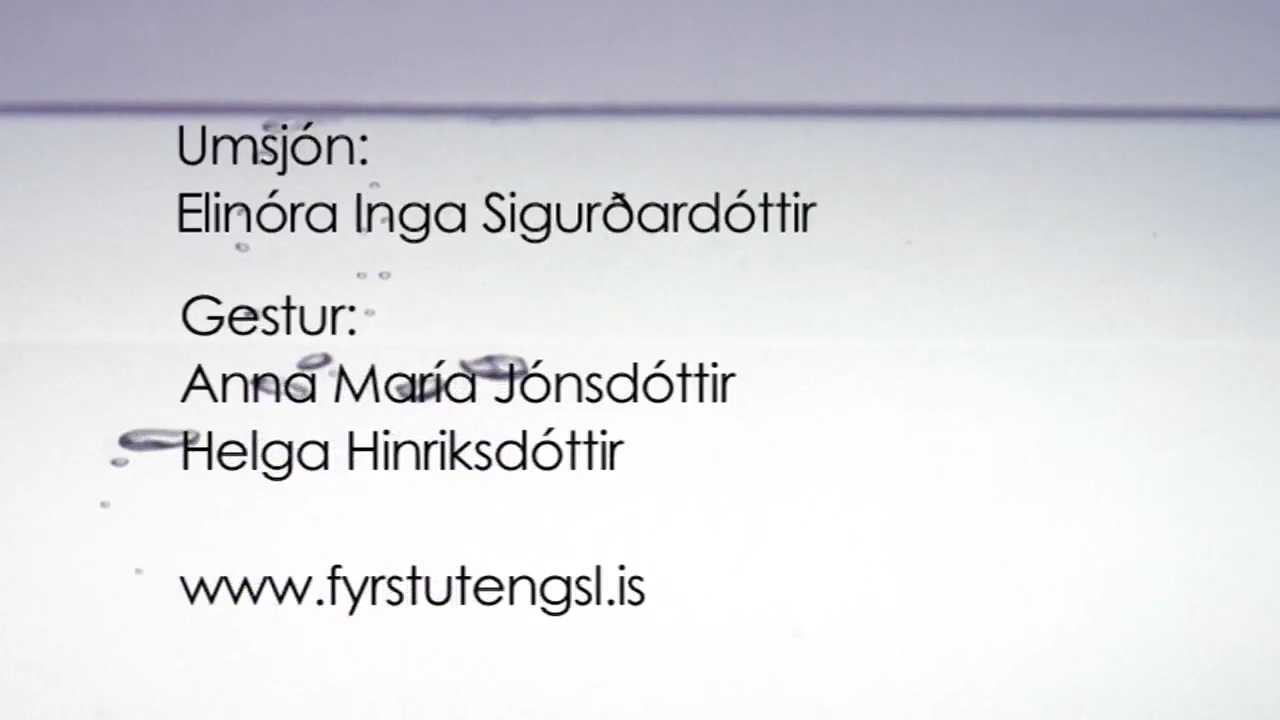 Umsjón:
Elinóra Inga Sigurðardóttir
Gestur:
Anna María Jónsdóttir
Helga Hinriksdóttir
www.fyrstutengsl.is